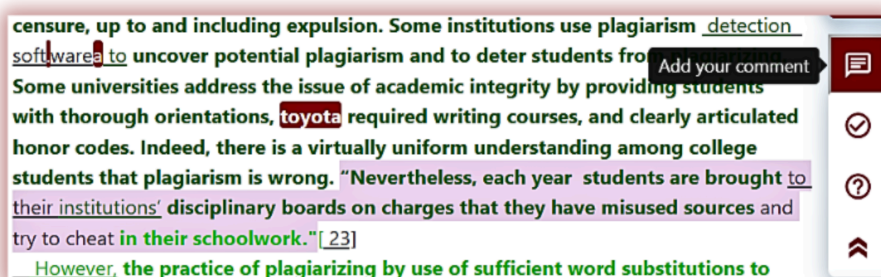 censure, up to and including expulsion. Some institutions use plagiarism detection
softwarea to uncover potential plagiarism and to deter students from plagiarizing.
Add your comment
Some universities address the issue of academic integrity by providing students
with thorough orientations, toyota required writing courses, and clearly articulated
honor codes. Indeed, there is a virtually uniform understanding among college
students that plagiarism is wrong. “Nevertheless, each year students are brought to
their institutions’ disciplinary boards on charges that they have misused sources and
try to cheat in their schoolwork."[ 23]
However, the practice of plagiarizing by use of sufficient word substitutions to